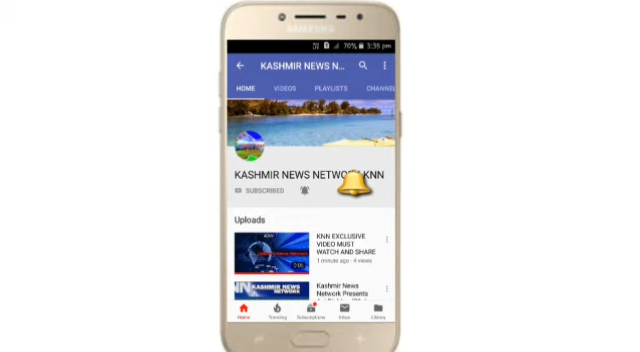 SAMSUNG
70% 3:35 pm
KASHMIR NEWS N...
HOME VIDEOS PLAYLISTS CHANNEL
KASHMIR NEWS NETWORK KNN
SUBSCRIBED
Uploads
KNN EXCLUSIVE
VIDEO MUST
WATCH AND SHARE
1 minute ago · 4 views
0:06
Kashmir News
Network Presents
KASHMIR NEWS
NETWORK
Home Trending Subscriptions Inbox Library